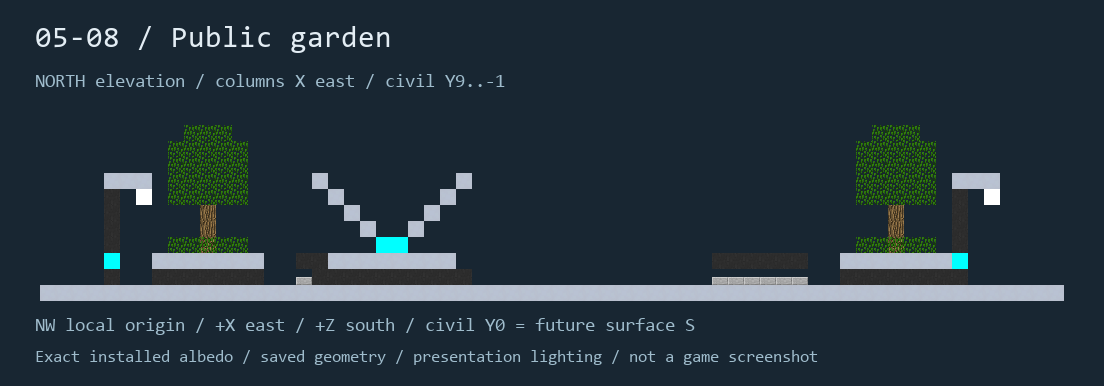 05-08 / Public garden
NORTH elevation / columns X east / civil Y9..-1
NW local origin / +X east / +Z south / civil Y0 = future surface S
Exact installed albedo / saved geometry / presentation lighting / not a game screenshot